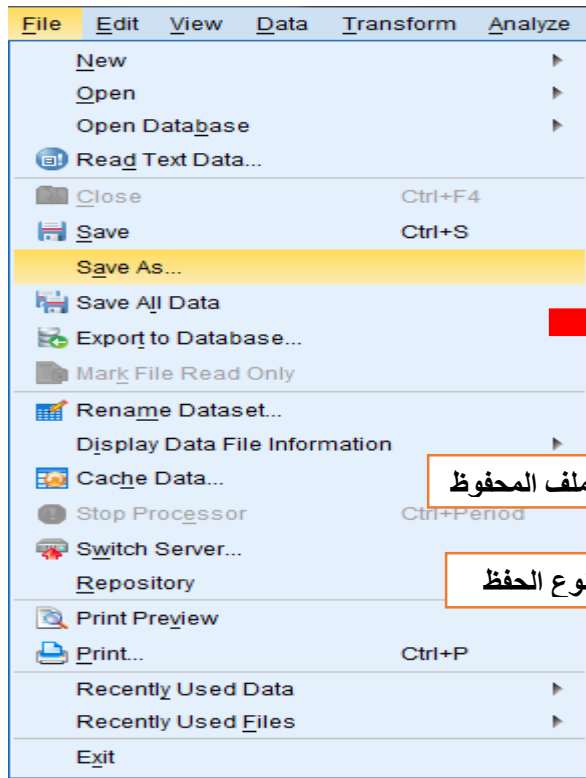 File Edit View Data Transform Analyze
New
Open
Open Database
Read Text Data...
Close Ctrl+F4
Save Ctrl+S
Save As...
Save All Data
Export to Database...
Mark File Read Only
Rename Dataset...
Display Data File Information
Cache Data...
المحفوظ
Stop Processor Ctrl+Period
Switch Server...
الحفظ
Repository
Print Preview
Print... Ctrl+P
Recently Used Data
Recently Used Files
Exit